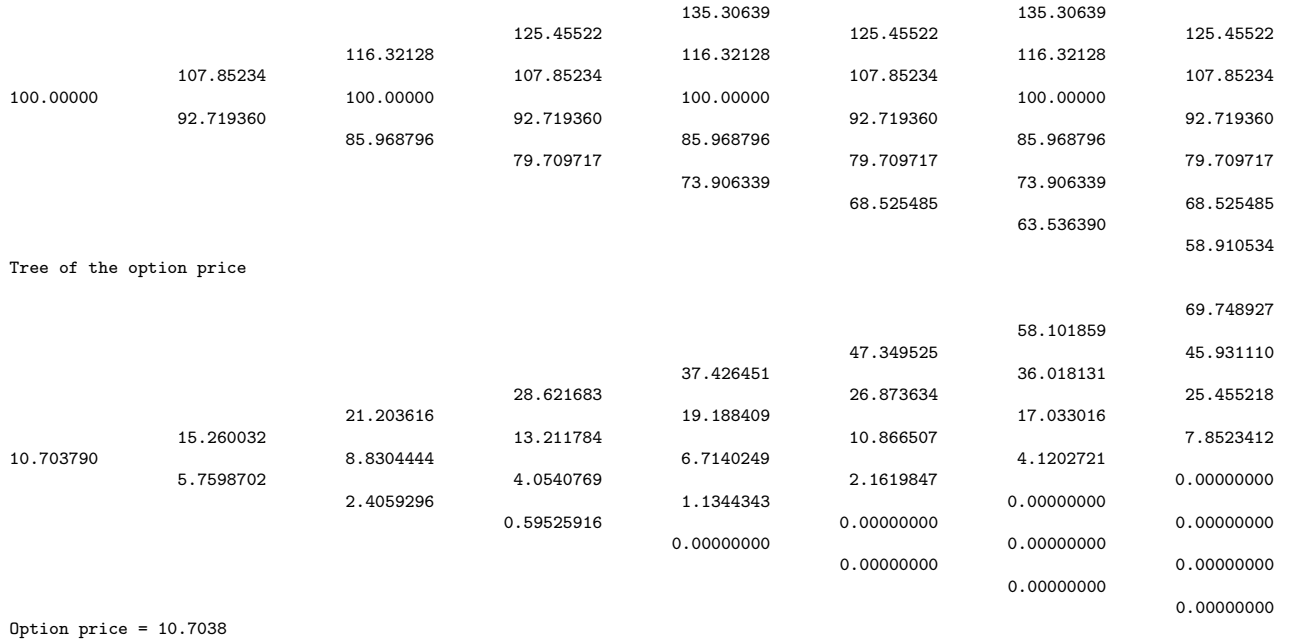 135.30639 135.30639
125.45522 125.45522 125.45522
116.32128 116.32128 116.32128
107.85234 107.85234 107.85234 107.85234
100.00000 100.00000 100.00000 100.00000
92.719360 92.719360 92.719360 92.719360
85.968796 85.968796 85.968796
79.709717 79.709717 79.709717
73.906339 73.906339
68.525485 68.525485
63.536390
58.910534
Tree of the option price
69.748927
58.101859
47.349525 45.931110
37.426451 36.018131
28.621683 26.873634 25.455218
21.203616 19.188409 17.033016
15.260032 13.211784 10.866507 7.8523412
10.703790 8.8304444 6.7140249 4.1202721
5.7598702 4.0540769 2.1619847 0.00000000
2.4059296 1.1344343 0.00000000
0.59525916 0.00000000 0.00000000
0.00000000 0.00000000
0.00000000 0.00000000
0.00000000
0.00000000
Option price = 10.7038